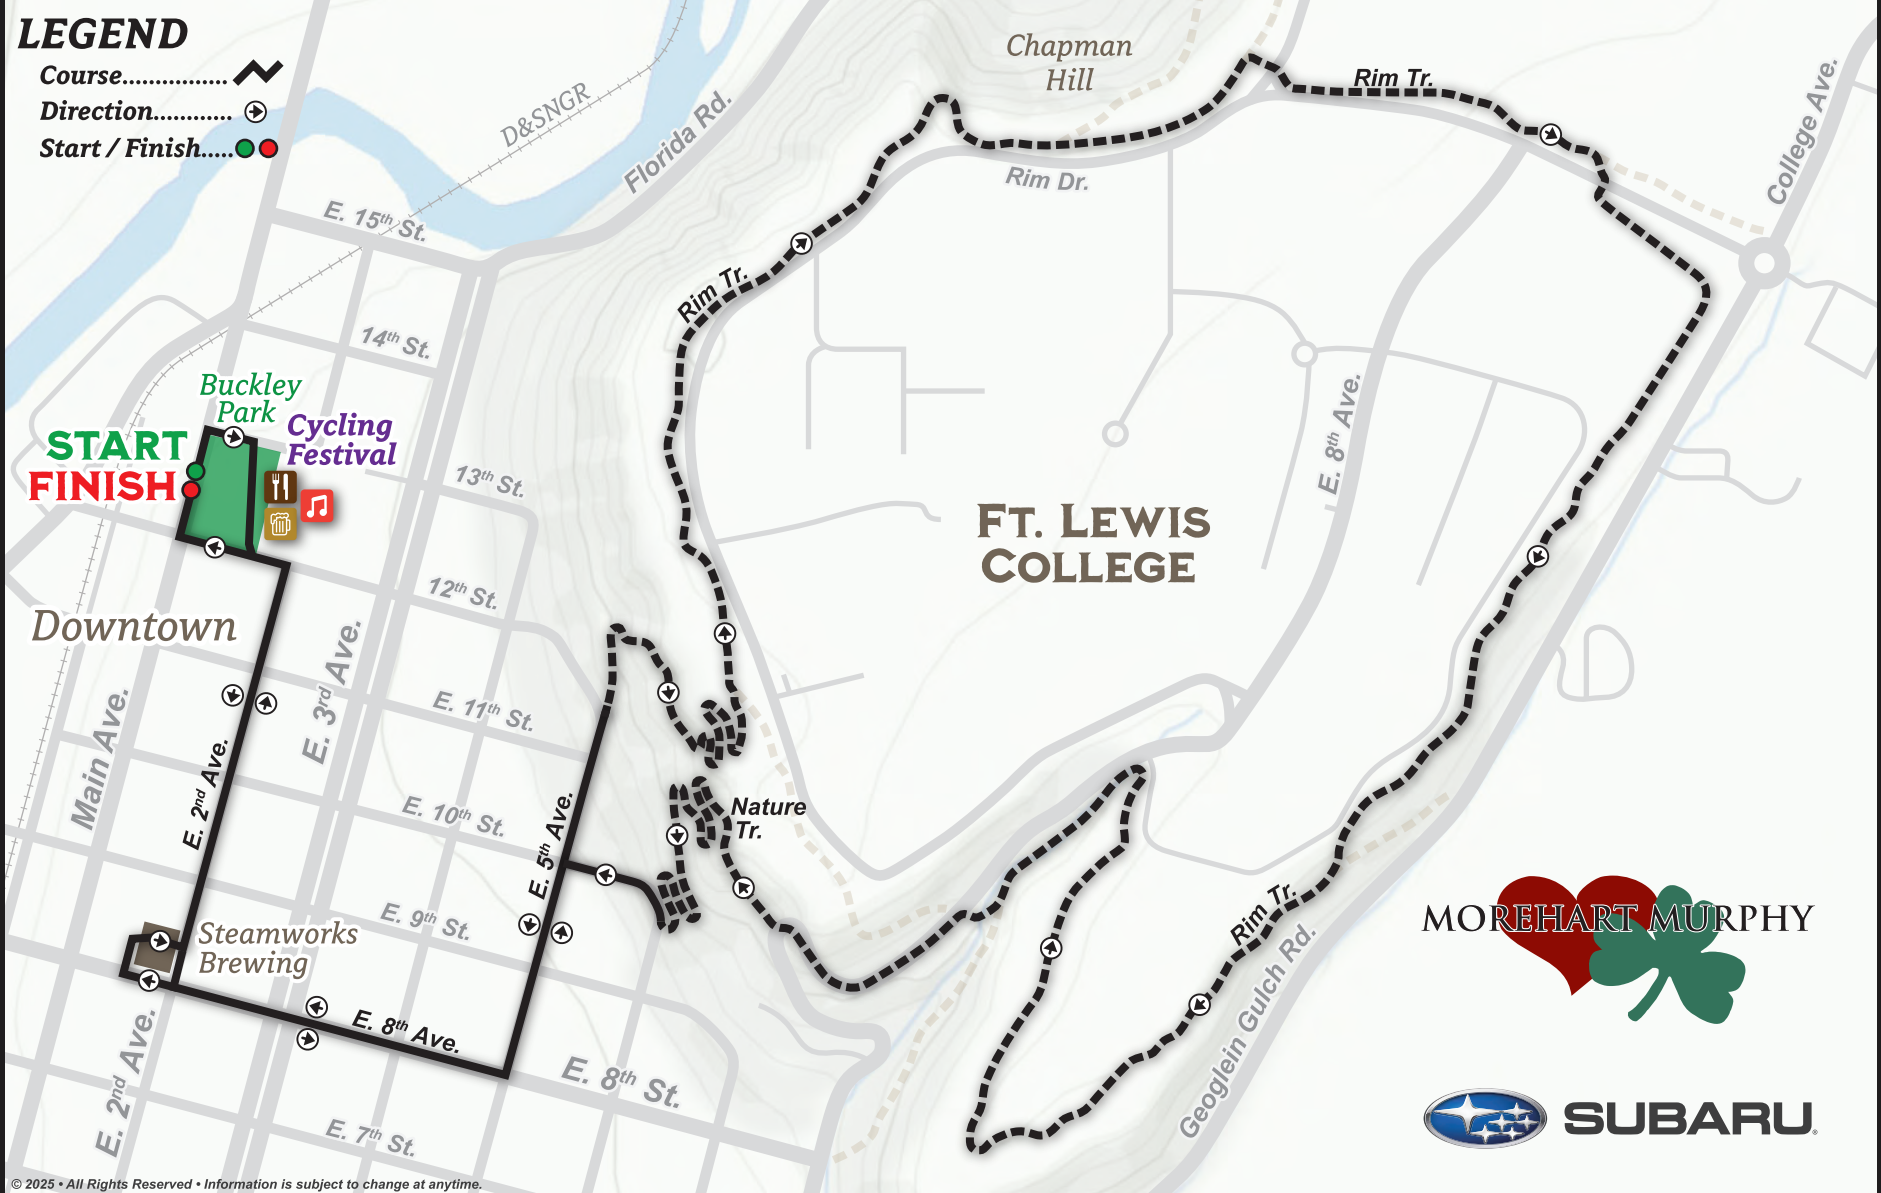 LEGEND
Course................
Direction............
Start / Finish.....
D&SNGR
Florida Rd.
Chapman
Hill
Rim Tr.
College Ave.
E. 15th St.
Rim Dr.
Rim Tr.
14th St.
Buckley
Park
Cycling
Festival
START
FINISH
13th St.
E. 8th Ave.
FT. LEWIS
COLLEGE
12th St.
Downtown
E. 3rd Ave.
Main Ave.
E. 11th St.
E. 2nd Ave.
E. 10th St.
E. 5th Ave.
Nature
Tr.
E. 9th St.
Steamworks
Brewing
Rim Tr.
MOREHART MURPHY
E. 8th Ave.
E. 2nd Ave.
E. 8th St.
Geoglein Gulch Rd.
SUBARU
E. 7th St.
© 2025 • All Rights Reserved • Information is subject to change at anytime.